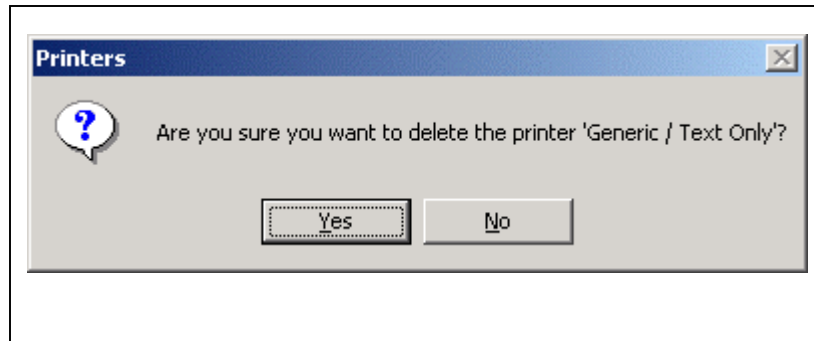 Printers
?
Are you sure you want to delete the printer 'Generic / Text Only'?
Yes
No